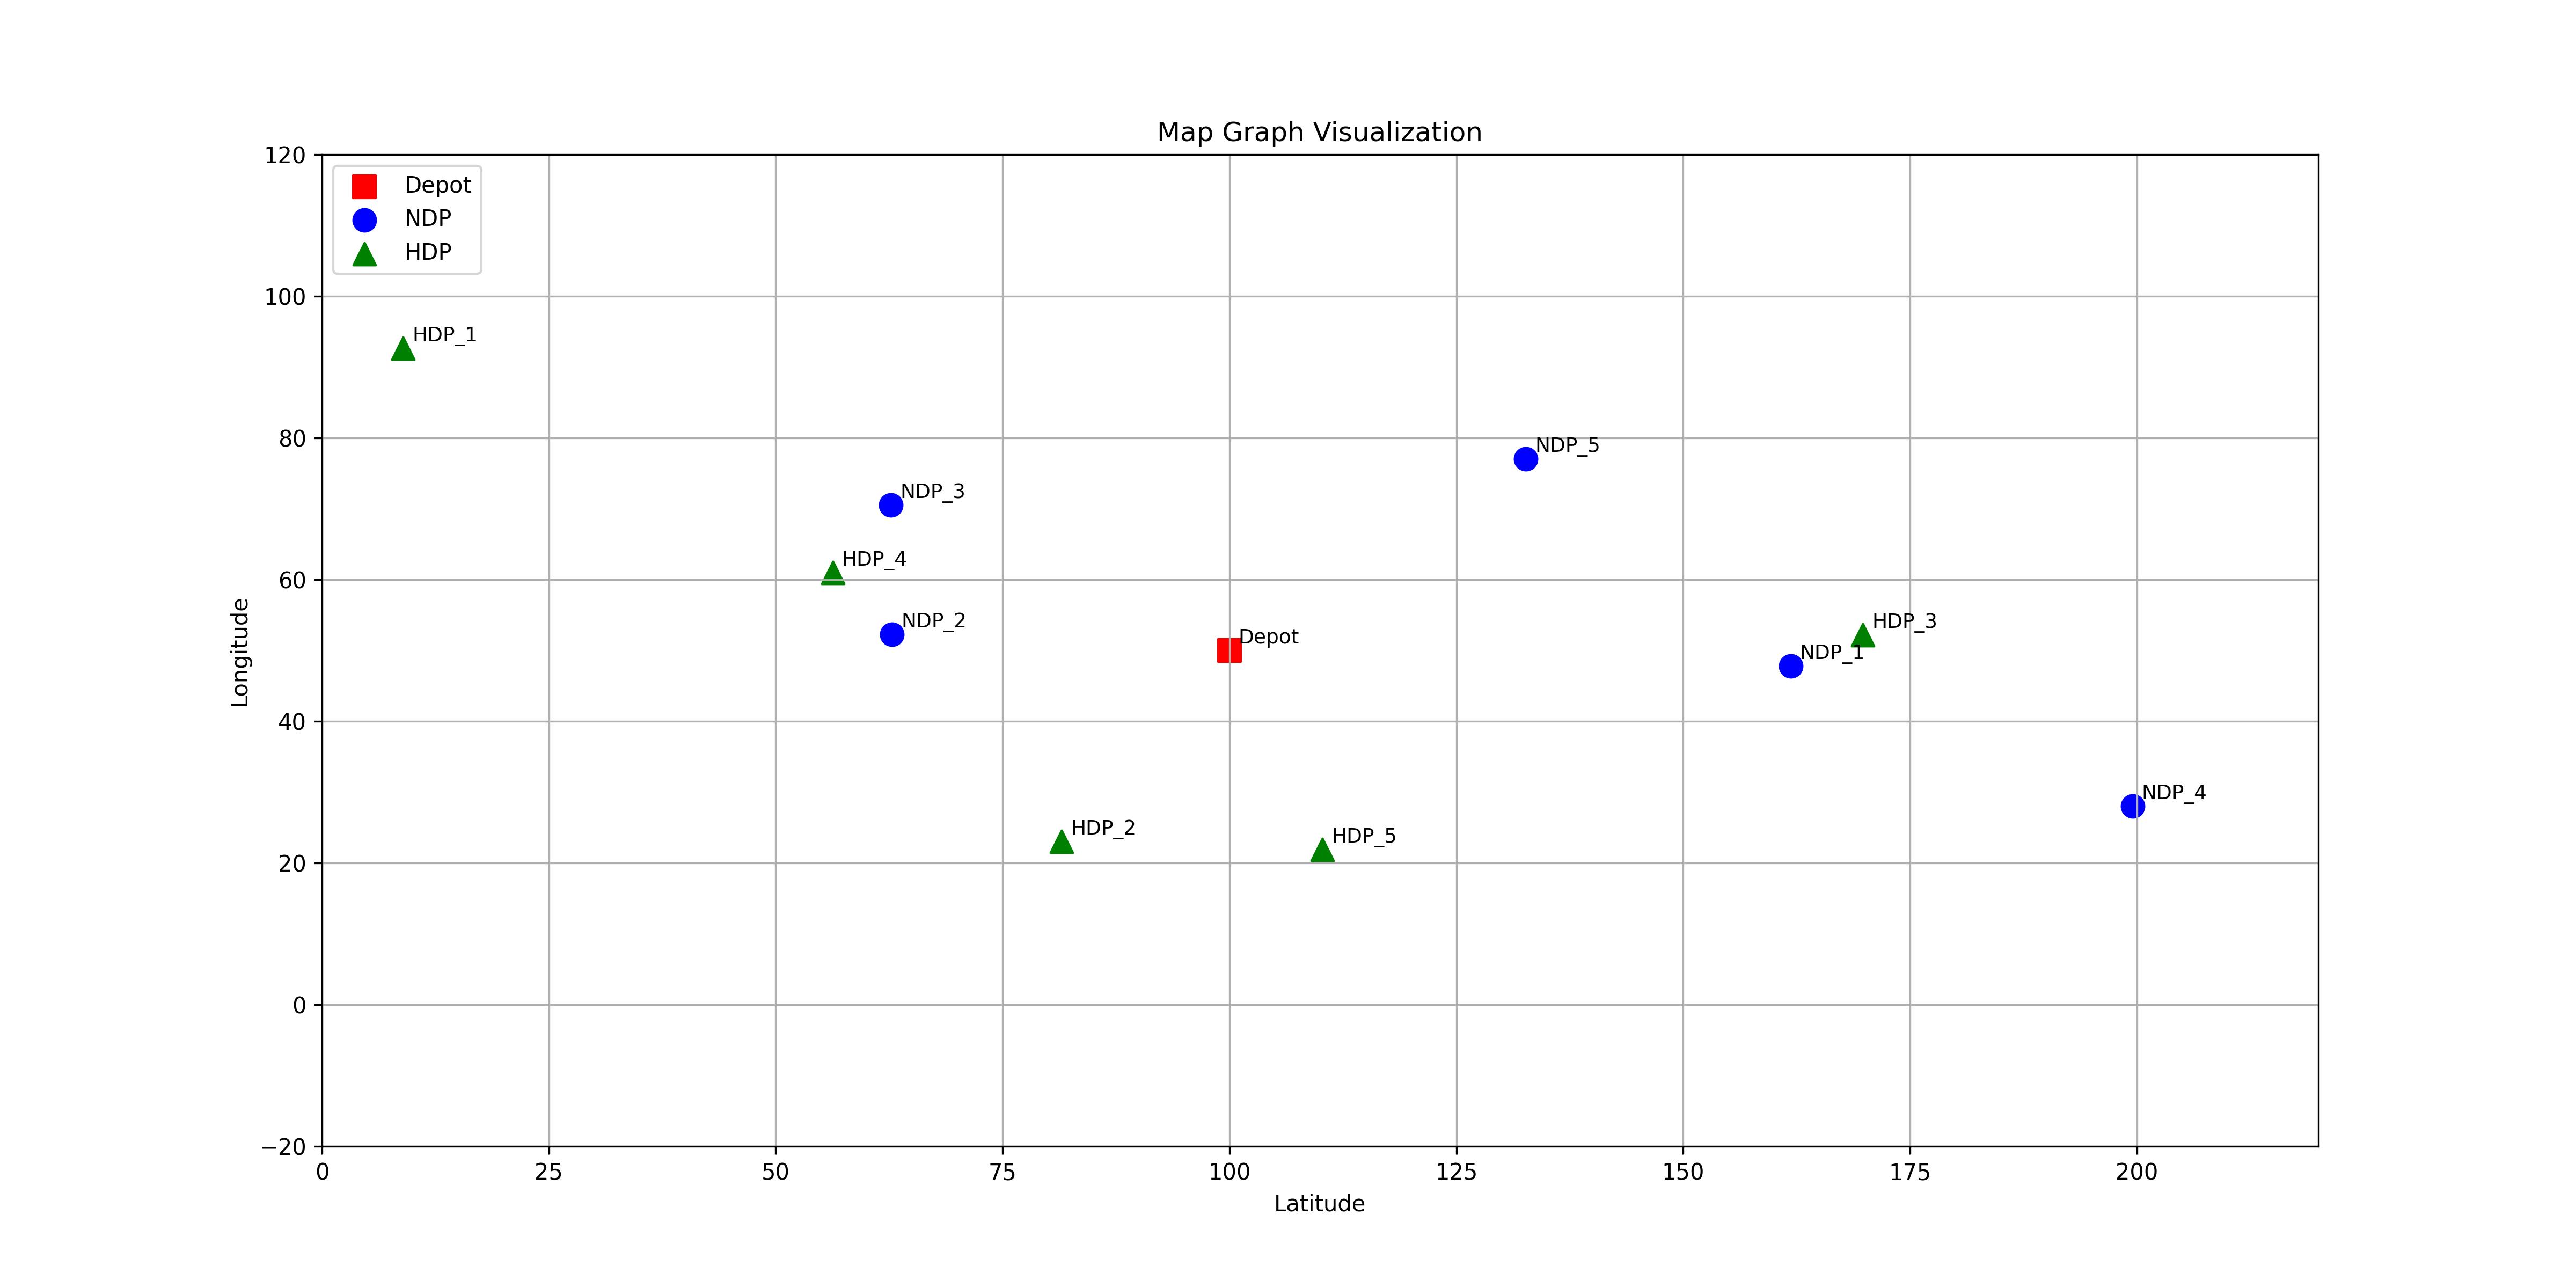 Map Graph Visualization
120
Depot
NDP
HDP
100
HDP_1
80
NDP_5
NDP_3
HDP_4
60
NDP_2
HDP_3
Depot
NDP_1
Longitude
40
NDP_4
HDP_2
HDP_5
20
0
−20
0 25 50 75 100 125 150 175 200
Latitude